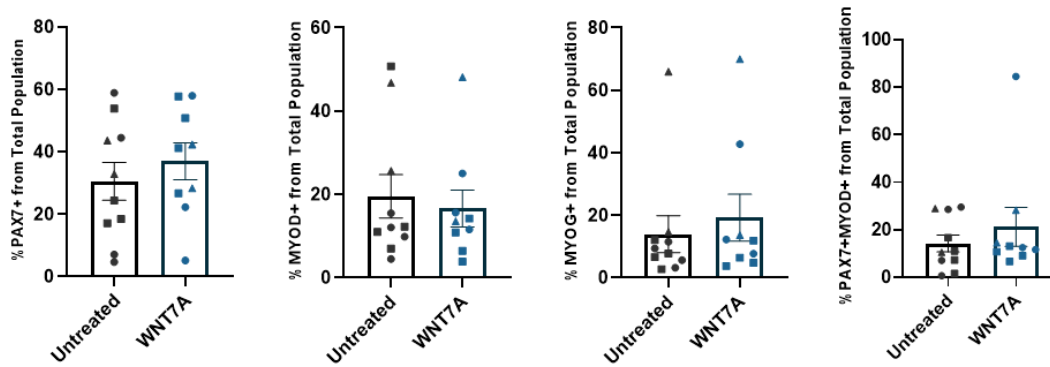 %PAX7+ from Total Population
80
60
40
20
0
Untreated
WNT7A
% MYOD+ from Total Population
60
40
20
0
Untreated
WNT7A
% MYOG+ from Total Population
80
60
40
20
0
Untreated
WNT7A
%PAX7+MYOD+ from Total Population
100
80
60
40
20
0
Untreated
WNT7A